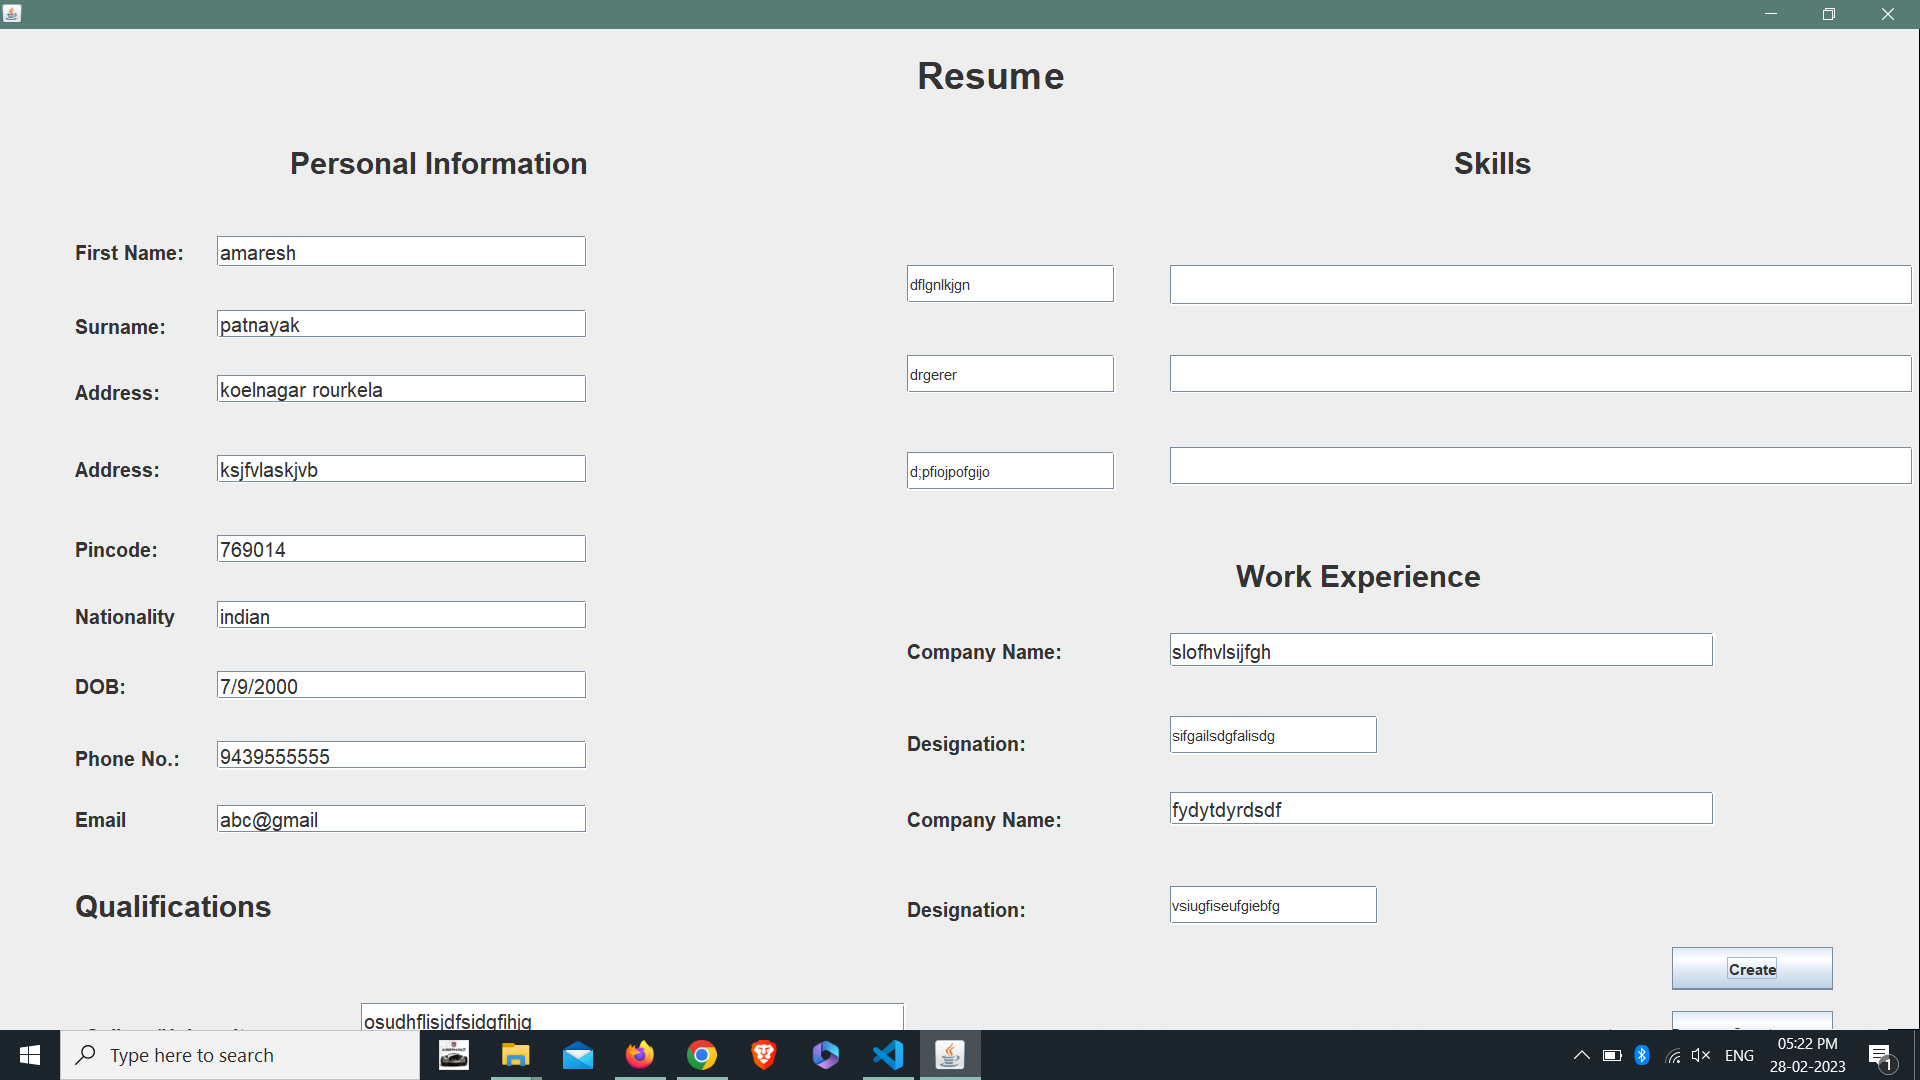 Resume
Personal Information
First Name: amaresh
Surname: patnayak
Address: koelnagar rourkela
Address: ksjfvlaskjvb
Pincode: 769014
Nationality indian
DOB: 7/9/2000
Phone No.: 9439555555
Email abc@gmail
Qualifications
osudhflisjdfsidgfihjg
Skills
dflgnlkjgn
drgerer
d;pfiojpofgijo
Work Experience
Company Name: slofhvlsijfgh
Designation: sifgailsdgfalisdg
Company Name: fydytdyrdsdf
Designation: vsiugfiseufgiebfg
Create
Type here to search
ENG
05:22 PM
28-02-2023
1